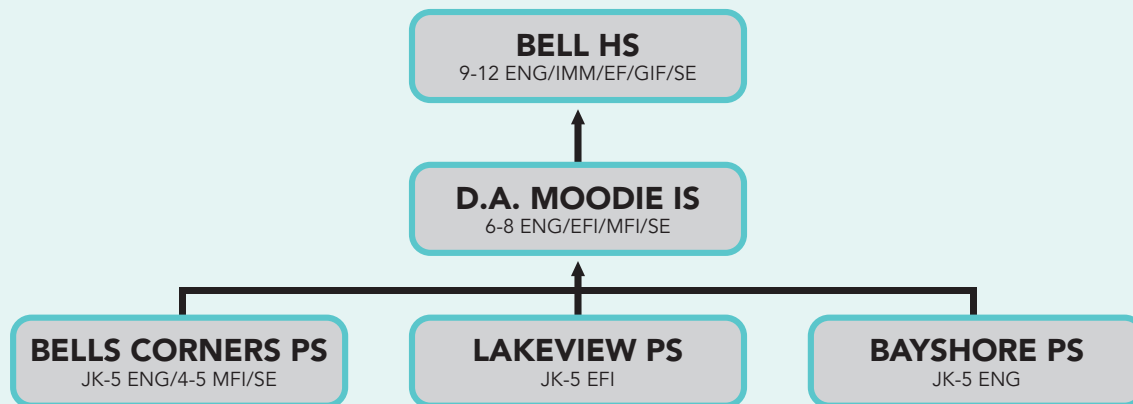 BELL HS
9-12 ENG/IMM/EF/GIF/SE
D.A. MOODIE IS
6-8 ENG/EFI/MFI/SE
BELLS CORNERS PS
JK-5 ENG/4-5 MFI/SE
LAKEVIEW PS
JK-5 EFI
BAYSHORE PS
JK-5 ENG